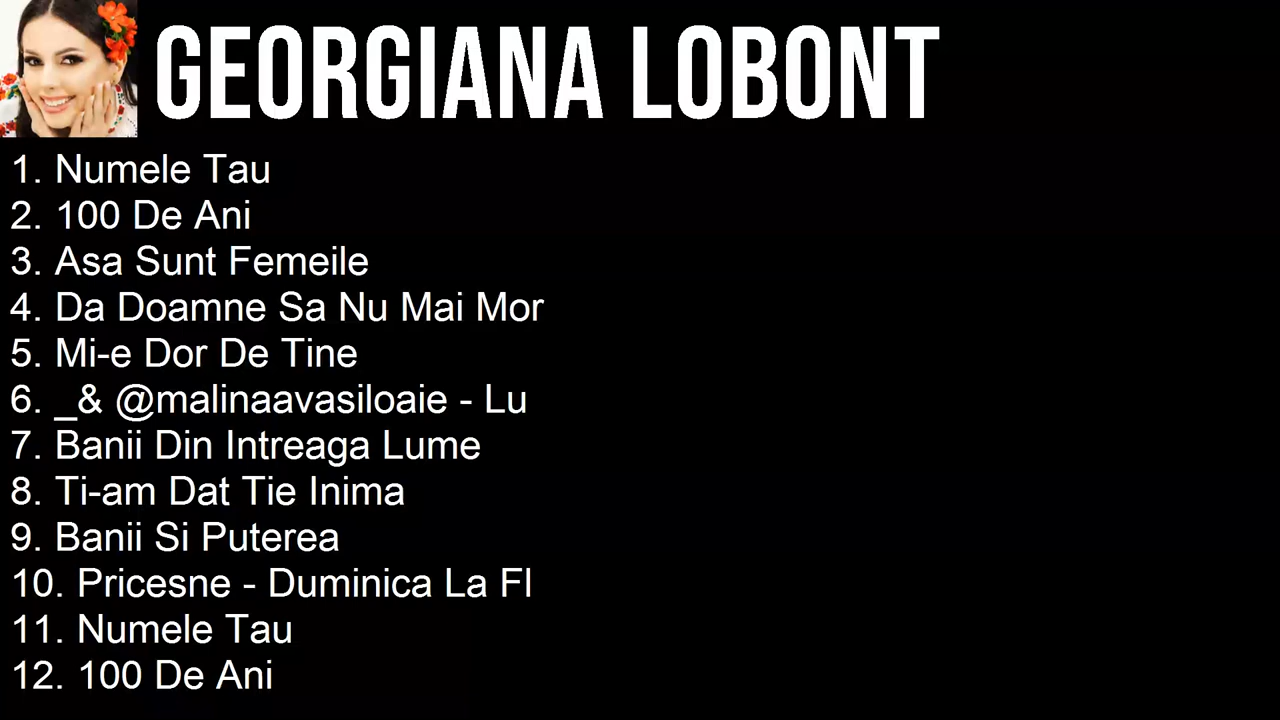 GEORGIANA LOBONT
1. Numele Tau
2. 100 De Ani
3. Asa Sunt Femeile
4. Da Doamne Sa Nu Mai Mor
5. Mi-e Dor De Tine
6. _& @malinaavasiloaie - Lu
7. Banii Din Intreaga Lume
8. Ti-am Dat Tie Inima
9. Banii Si Puterea
10. Pricesne - Duminica La Fl
11. Numele Tau
12. 100 De Ani